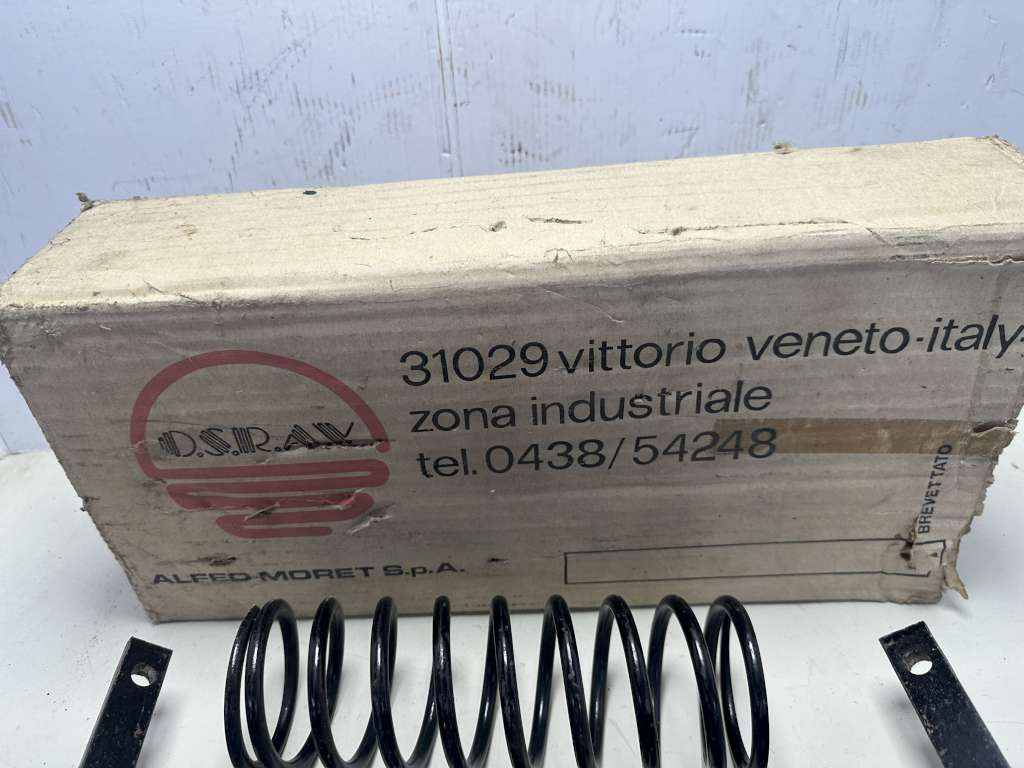 31029 vittorio veneto-italy-
zona industriale
tel. 0438/54248
D.S.R.A.V.
BREVETTATO
ALFED-MORET S.p.A.